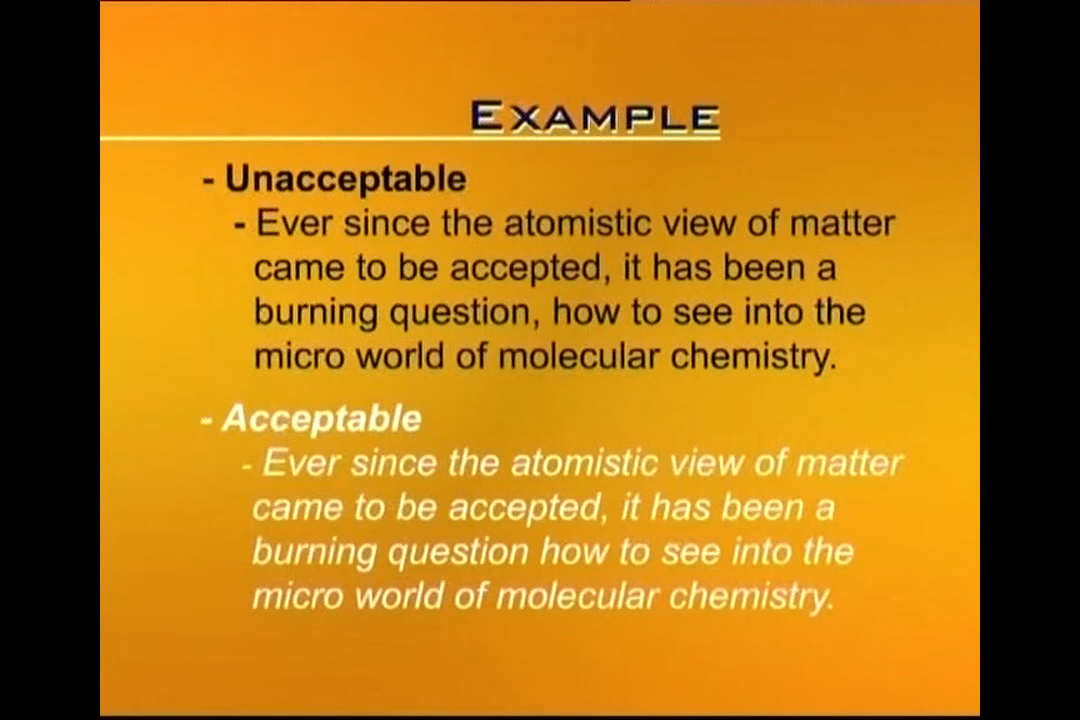 EXAMPLE
- Unacceptable
- Ever since the atomistic view of matter
came to be accepted, it has been a
burning question, how to see into the
micro world of molecular chemistry.
- Acceptable
- Ever since the atomistic view of matter
came to be accepted, it has been a
burning question how to see into the
micro world of molecular chemistry.